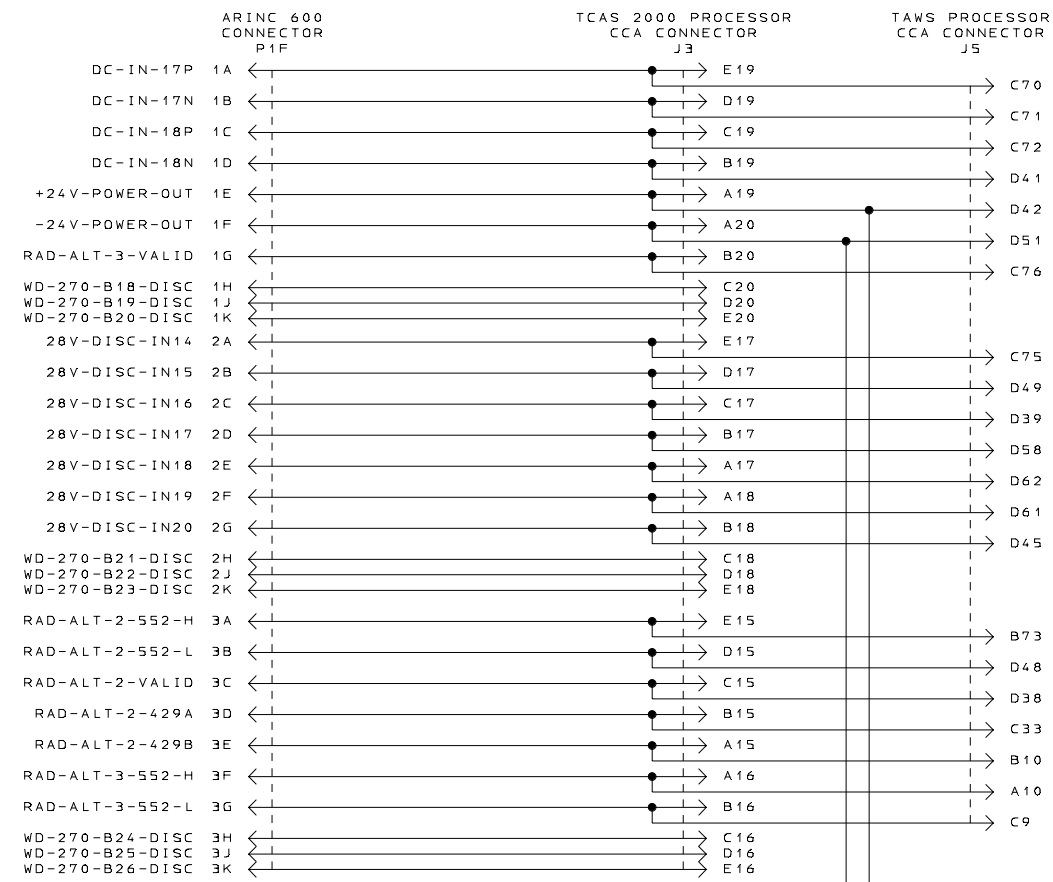 ARINC 600 TCAS 2000 PROCESSOR TAWS PROCESSOR
CONNECTOR CCA CONNECTOR CCA CONNECTOR
P1F J3 J5
DC-IN-17P 1A E19
C70
DC-IN-17N 1B D19
C71
DC-IN-18P 1C C19
C72
DC-IN-18N 1D B19
D41
+24V-POWER-OUT 1E A19
D42
-24V-POWER-OUT 1F A20
D51
RAD-ALT-3-VALID 1G B20
C76
WD-270-B18-DISC 1H C20
WD-270-B19-DISC 1J D20
WD-270-B20-DISC 1K E20
28V-DISC-IN14 2A E17
C75
28V-DISC-IN15 2B D17
D49
28V-DISC-IN16 2C C17
D39
28V-DISC-IN17 2D B17
D58
28V-DISC-IN18 2E A17
D62
28V-DISC-IN19 2F A18
D61
28V-DISC-IN20 2G B18
D45
WD-270-B21-DISC 2H C18
WD-270-B22-DISC 2J D18
WD-270-B23-DISC 2K E18
RAD-ALT-2-552-H 3A E15
B73
RAD-ALT-2-552-L 3B D15
D48
RAD-ALT-2-VALID 3C C15
D38
RAD-ALT-2-429A 3D B15
C33
RAD-ALT-2-429B 3E A15
B10
RAD-ALT-3-552-H 3F A16
A10
RAD-ALT-3-552-L 3G B16
C9
WD-270-B24-DISC 3H C16
WD-270-B25-DISC 3J D16
WD-270-B26-DISC 3K E16